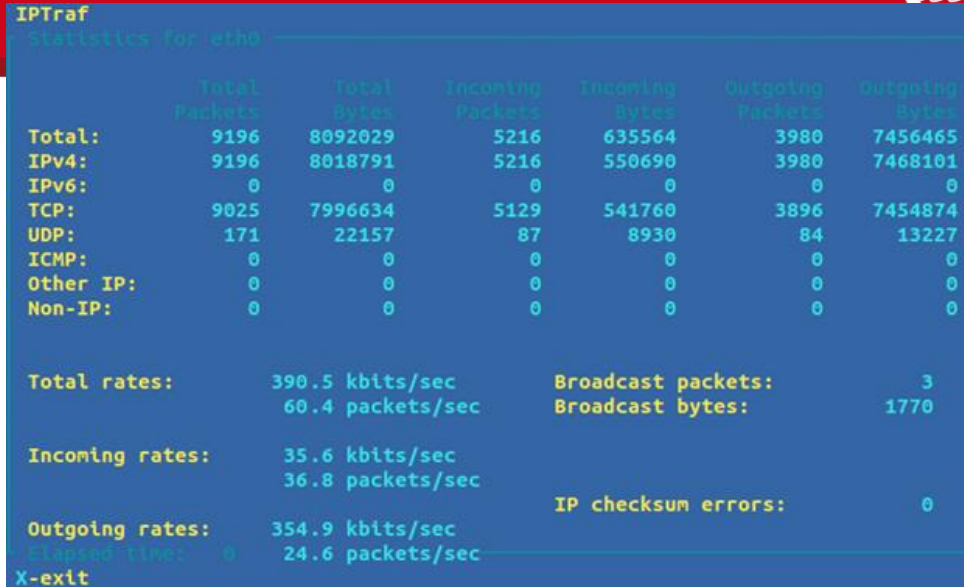 IPTraf
Statistics for eth0
Total Total Incoming Incoming Outgoing Outgoing
Packets Bytes Packets Bytes Packets Bytes
Total: 9196 8092029 5216 635564 3980 7456465
IPv4: 9196 8018791 5216 550690 3980 7468101
IPv6: 0 0 0 0 0 0
TCP: 9025 7996634 5129 541760 3896 7454874
UDP: 171 22157 87 8930 84 13227
ICMP: 0 0 0 0 0 0
Other IP: 0 0 0 0 0 0
Non-IP: 0 0 0 0 0 0
Total rates: 390.5 kbits/sec Broadcast packets: 3
60.4 packets/sec Broadcast bytes: 1770
Incoming rates: 35.6 kbits/sec
36.8 packets/sec
IP checksum errors: 0
Outgoing rates: 354.9 kbits/sec
Elapsed time: 0 24.6 packets/sec
X-exit